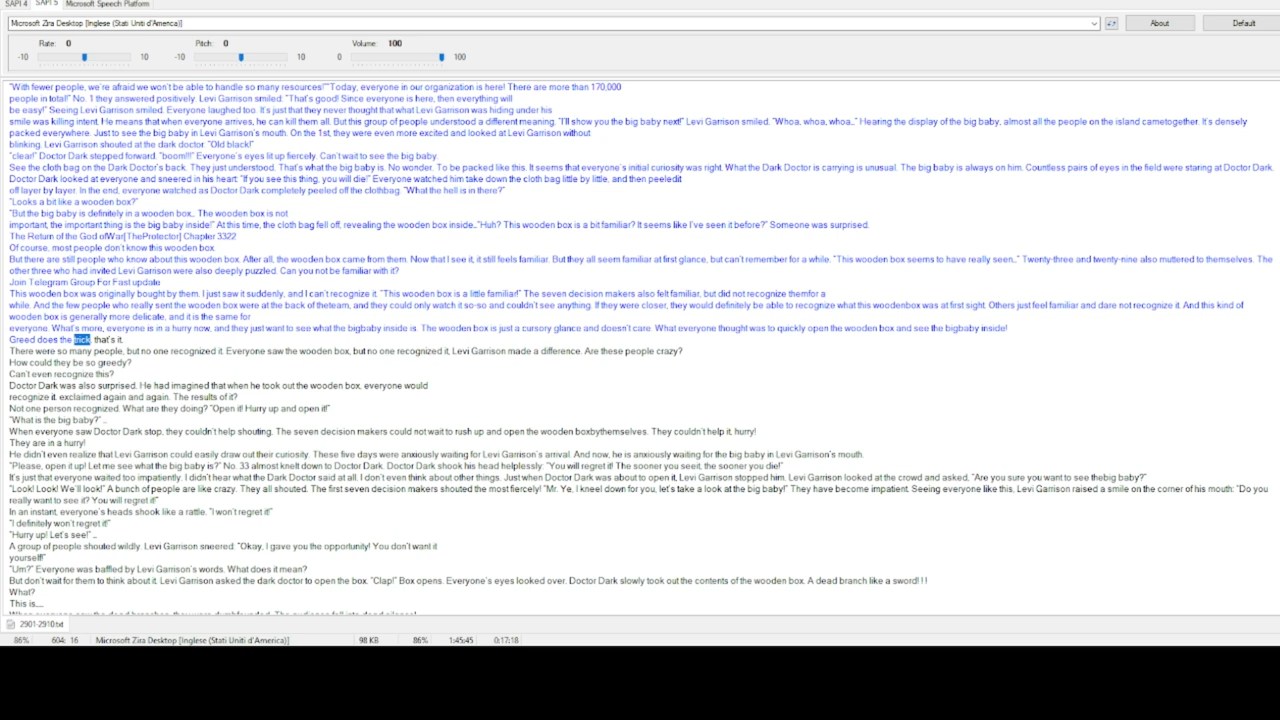 SAPI 4 SAPI 5 Microsoft Speech Platform
Microsoft Zira Desktop [Inglese (Stati Uniti d'America)] About Default
Rate: 0 Pitch: 0 Volume: 100
-10 10 -10 10 0 100
"With fewer people, we're afraid we won't be able to handle so many resources!""Today, everyone in our organization is here! There are more than 170,000
people in total!" No. 1 they answered positively. Levi Garrison smiled: "That's good! Since everyone is here, then everything will
be easy!" Seeing Levi Garrison smiled. Everyone laughed too. It's just that they never thought that what Levi Garrison was hiding under his
smile was killing intent. He means that when everyone arrives, he can kill them all. But this group of people understood a different meaning. "I'll show you the big baby next!" Levi Garrison smiled. "Whoa, whoa, whoa..." Hearing the display of the big baby, almost all the people on the island cametogether. It's densely
packed everywhere. Just to see the big baby in Levi Garrison's mouth. On the 1st, they were even more excited and looked at Levi Garrison without
blinking. Levi Garrison shouted at the dark doctor. "Old black!"
"clear!" Doctor Dark stepped forward. "boom!!!" Everyone's eyes lit up fiercely. Can't wait to see the big baby.
See the cloth bag on the Dark Doctor's back. They just understood. That's what the big baby is. No wonder. To be packed like this. It seems that everyone's initial curiosity was right. What the Dark Doctor is carrying is unusual. The big baby is always on him. Countless pairs of eyes in the field were staring at Doctor Dark.
Doctor Dark looked at everyone and sneered in his heart: "If you see this thing, you will die!" Everyone watched him take down the cloth bag little by little, and then peeledit
off layer by layer. In the end, everyone watched as Doctor Dark completely peeled off the clothbag. "What the hell is in there?"
"Looks a bit like a wooden box?"
"But the big baby is definitely in a wooden box... The wooden box is not
important, the important thing is the big baby inside!" At this time, the cloth bag fell off, revealing the wooden box inside.."Huh? This wooden box is a bit familiar? It seems like I've seen it before?" Someone was surprised.
The Return of the God ofWar[TheProtector] Chapter 3322
Of course, most people don't know this wooden box.
But there are still people who know about this wooden box. After all, the wooden box came from them. Now that I see it, it still feels familiar. But they all seem familiar at first glance, but can't remember for a while. "This wooden box seems to have really seen..." Twenty-three and twenty-nine also muttered to themselves. The
other three who had invited Levi Garrison were also deeply puzzled. Can you not be familiar with it?
Join Telegram Group For Fast update
This wooden box was originally bought by them. I just saw it suddenly, and I can't recognize it. "This wooden box is a little familiar!" The seven decision makers also felt familiar, but did not recognize themfor a
while. And the few people who really sent the wooden box were at the back of theteam, and they could only watch it so-so and couldn't see anything. If they were closer, they would definitely be able to recognize what this woodenbox was at first sight. Others just feel familiar and dare not recognize it. And this kind of
wooden box is generally more delicate, and it is the same for
everyone. What's more, everyone is in a hurry now, and they just want to see what the bigbaby inside is. The wooden box is just a cursory glance and doesn't care. What everyone thought was to quickly open the wooden box and see the bigbaby inside!
Greed does the trick, that's it.
There were so many people, but no one recognized it. Everyone saw the wooden box, but no one recognized it, Levi Garrison made a difference. Are these people crazy?
How could they be so greedy?
Can't even recognize this?
Doctor Dark was also surprised. He had imagined that when he took out the wooden box, everyone would
recognize it. exclaimed again and again. The results of it?
Not one person recognized. What are they doing? "Open it! Hurry up and open it!"
"What is the big baby?" ..
When everyone saw Doctor Dark stop, they couldn't help shouting. The seven decision makers could not wait to rush up and open the wooden boxbythemselves. They couldn't help it, hurry!
They are in a hurry!
He didn't even realize that Levi Garrison could easily draw out their curiosity. These five days were anxiously waiting for Levi Garrison's arrival. And now, he is anxiously waiting for the big baby in Levi Garrison's mouth.
"Please, open it up! Let me see what the big baby is?" No. 33 almost knelt down to Doctor Dark. Doctor Dark shook his head helplessly: "You will regret it! The sooner you seeit, the sooner you die!"
It's just that everyone waited too impatiently. I didn't hear what the Dark Doctor said at all. I don't even think about other things. Just when Doctor Dark was about to open it, Levi Garrison stopped him. Levi Garrison looked at the crowd and asked, "Are you sure you want to see thebig baby?"
"Look! Look! We'll look!" A bunch of people are like crazy. They all shouted. The first seven decision makers shouted the most fiercely! "Mr. Ye, I kneel down for you, let's take a look at the big baby!" They have become impatient. Seeing everyone like this, Levi Garrison raised a smile on the corner of his mouth: "Do you
really want to see it? You will regret it!"
In an instant, everyone's heads shook like a rattle. "I won't regret it!"
"I definitely won't regret it!"
"Hurry up! Let's see!" ..
A group of people shouted wildly. Levi Garrison sneered: "Okay, I gave you the opportunity! You don't want it
yourself!"
"Um?" Everyone was baffled by Levi Garrison's words. What does it mean?
But don't wait for them to think about it. Levi Garrison asked the dark doctor to open the box. "Clap!" Box opens. Everyone's eyes looked over. Doctor Dark slowly took out the contents of the wooden box. A dead branch like a sword! ! !
What?
This is....
2901-2910.txt
86% 604: 16 Microsoft Zira Desktop [Inglese (Stati Uniti d'America)] 98 KB 86% 1:45:45 0:17:18